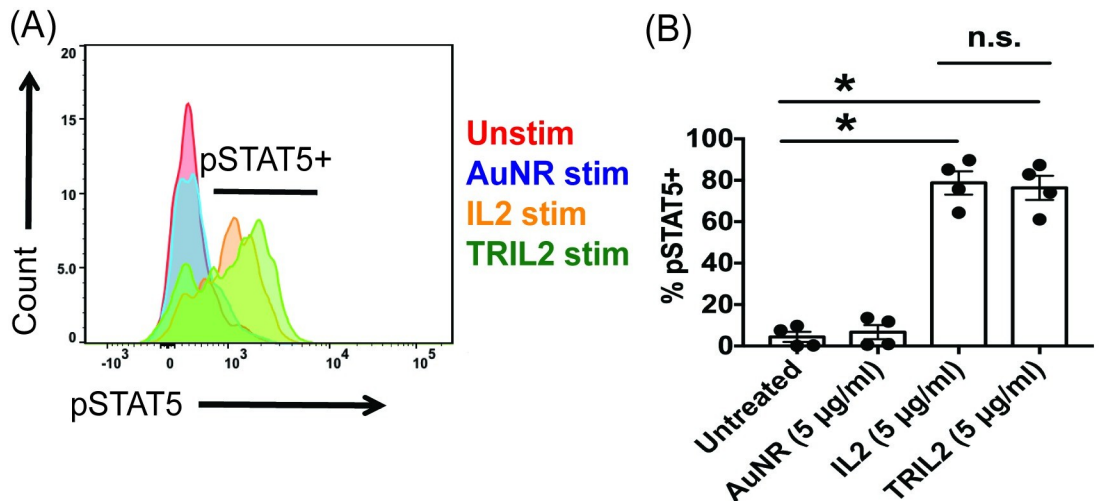 (A)
20
15
10
5.0
0
-10³ 0 10³ 10⁴ 10⁵
Count
pSTAT5
pSTAT5+
Unstim
AuNR stim
IL2 stim
TRIL2 stim
(B)
n.s.
*
*
100
80
60
40
20
0
% pSTAT5+
Untreated
AuNR (5 µg/ml)
IL2 (5 µg/ml)
TRIL2 (5 µg/ml)